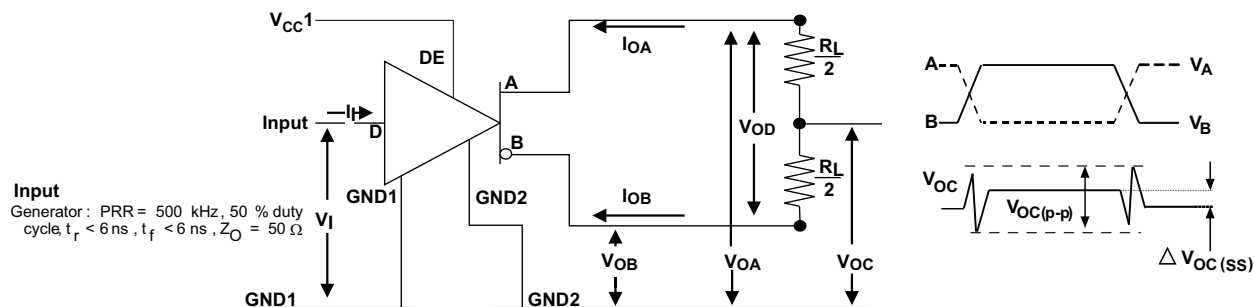 VCC1
DE
A
B
IOA
IOB
RL
2
RL
2
VOD
II
Input
D
GND1
GND2
VI
VOB
VOA
VOC
GND1
GND2
Input
Generator: PRR = 500 kHz, 50 % duty
cycle, tr < 6 ns, tf < 6 ns, ZO = 50 Ω
A
B
VA
VB
VOC
VOC(p-p)
△ VOC(SS)